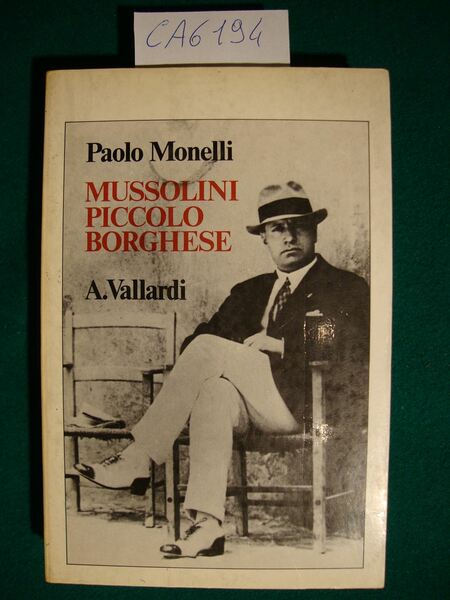 CA6194
Paolo Monelli
MUSSOLINI
PICCOLO
BORGHESE
A. Vallardi